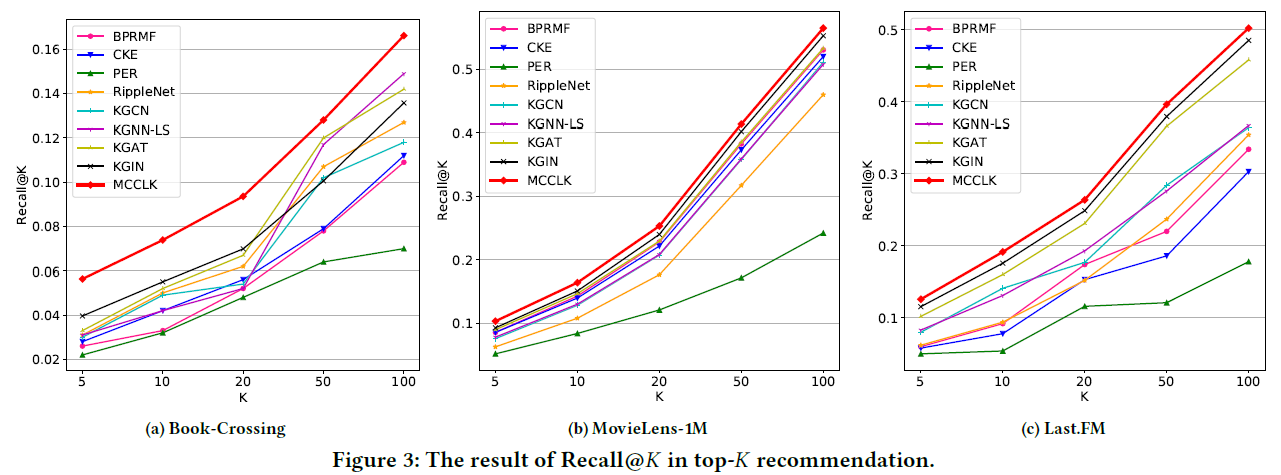 BPRMF
CKE
PER
RippleNet
KGCN
KGNN-LS
KGAT
KGIN
MCCLK
Recall@K
0.16
0.14
0.12
0.10
0.08
0.06
0.04
0.02
5 10 20 50 100
K
(a) Book-Crossing
BPRMF
CKE
PER
RippleNet
KGCN
KGNN-LS
KGAT
KGIN
MCCLK
Recall@K
0.5
0.4
0.3
0.2
0.1
5 10 20 50 100
K
(b) MovieLens-1M
BPRMF
CKE
PER
RippleNet
KGCN
KGNN-LS
KGAT
KGIN
MCCLK
Recall@K
0.5
0.4
0.3
0.2
0.1
5 10 20 50 100
K
(c) Last.FM
Figure 3: The result of Recall@K in top-K recommendation.